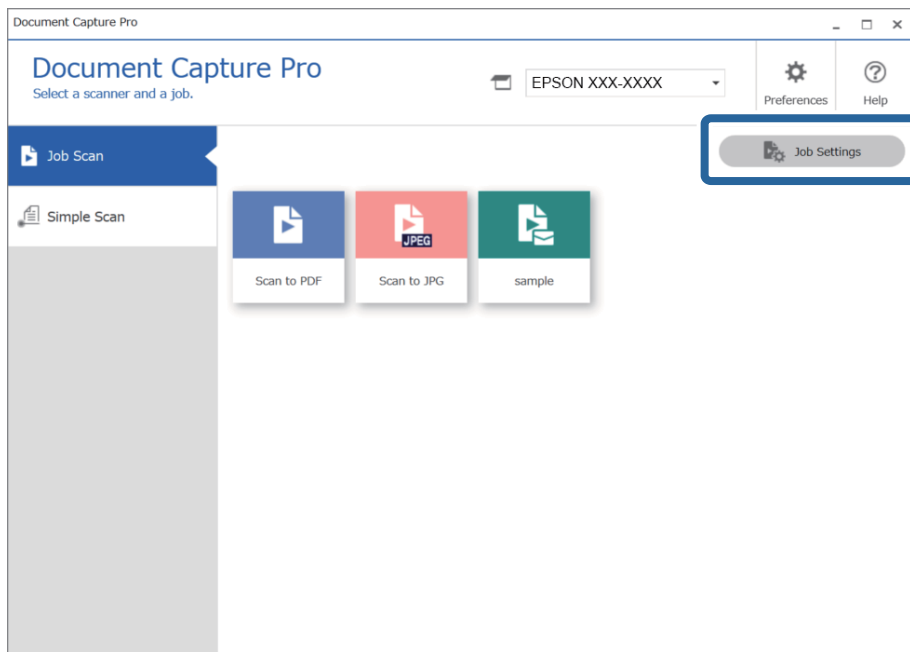 Document Capture Pro
Document Capture Pro
Select a scanner and a job.
EPSON XXX-XXXX
Preferences
Help
Job Scan
Job Settings
Simple Scan
JPEG
Scan to PDF
Scan to JPG
sample